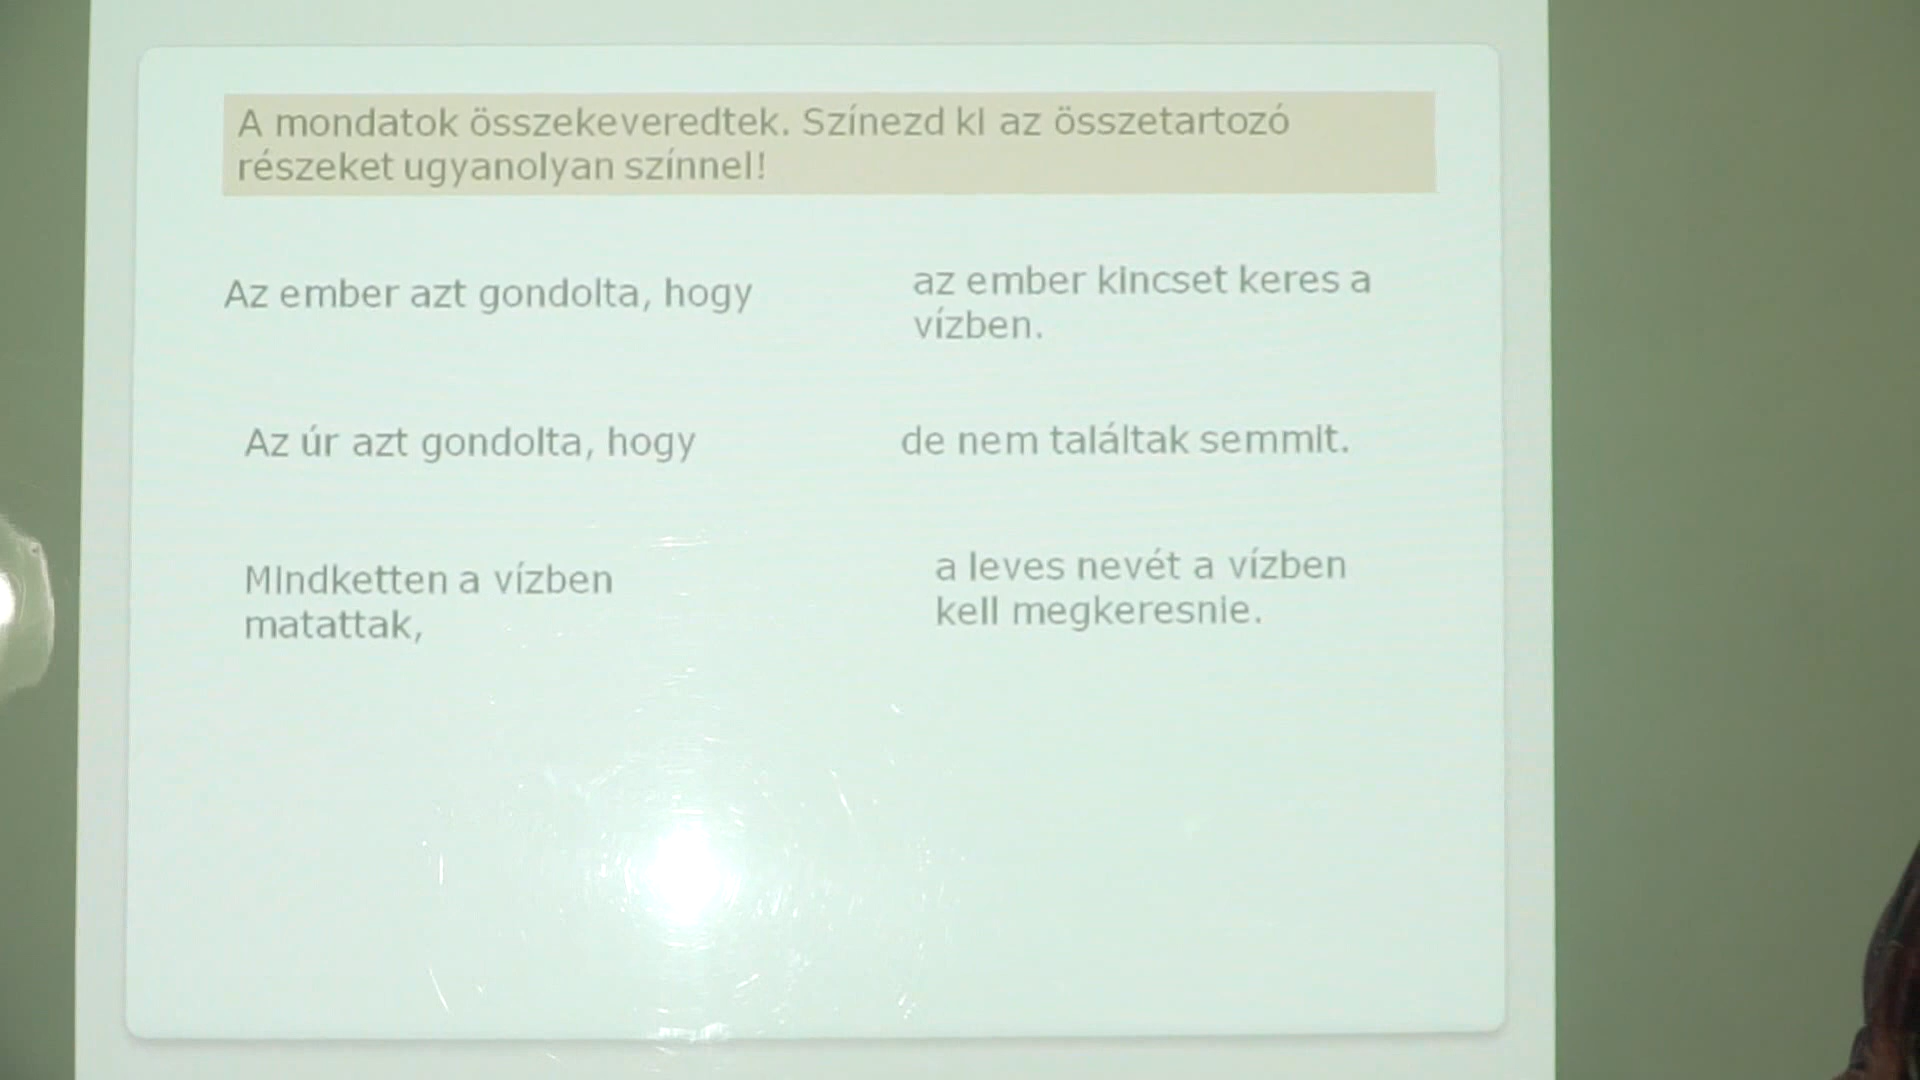 A mondatok összekeveredtek. Színezd ki az összetartozó
részeket ugyanolyan színnel!
Az ember azt gondolta, hogy
az ember kincset keres a
vízben.
Az úr azt gondolta, hogy
de nem találtak semmit.
Mindketten a vízben
matattak,
a leves nevét a vízben
kell megkeresnie.